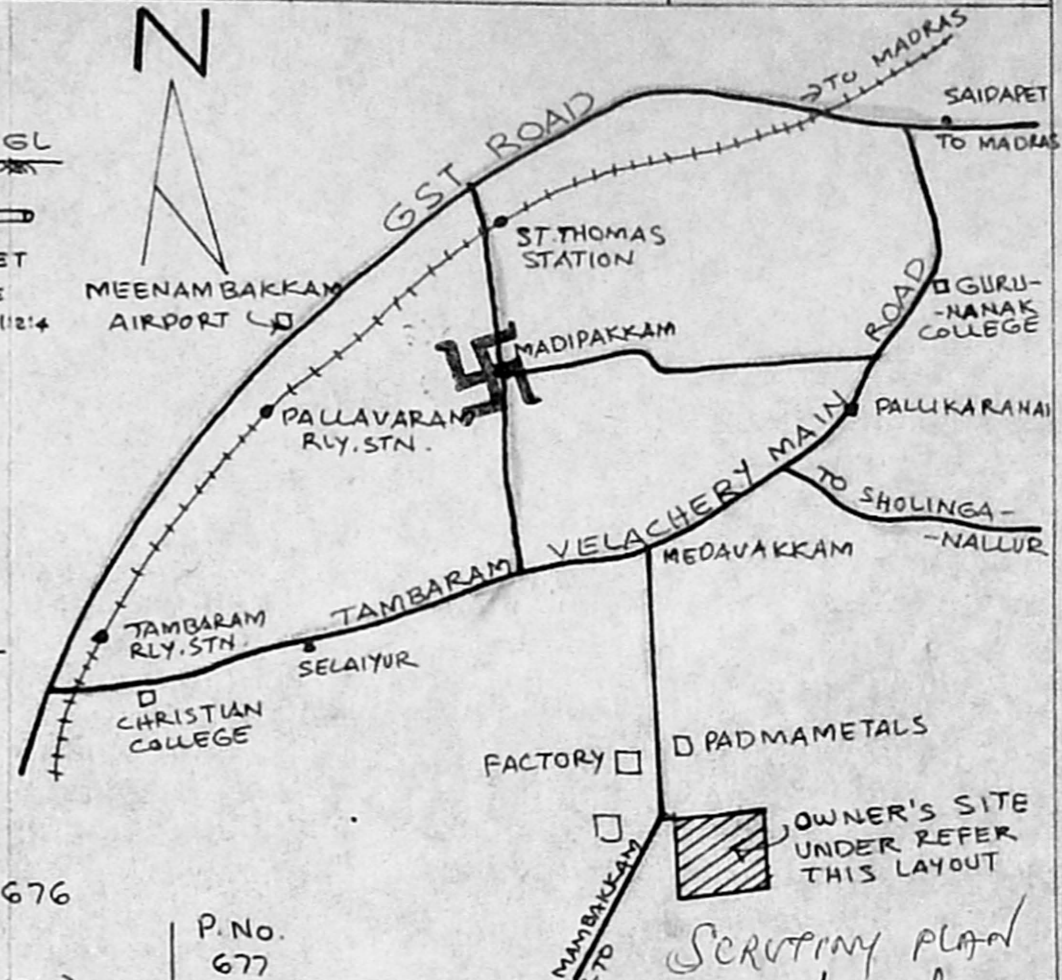 N
TO MADRAS
SAIDAPET
TO MADRAS
GL
GST ROAD
ET
ST.THOMAS
STATION
MEENAMBAKKAM
AIRPORT
GURU-
-NANAK
COLLEGE
MADIPAKKAM
PALLAVARAM
RLY.STN.
PALLIKARANAI
TAMBARAM VELACHERY MAIN ROAD
TO SHOLINGA-
-NALLUR
MEDAVAKKAM
TAMBARAM
RLY.STN.
SELAIYUR
CHRISTIAN
COLLEGE
FACTORY
PADMAMETALS
OWNER'S SITE
UNDER REFER
THIS LAYOUT
MAMBAKKAM
TO
676
P.NO.
677
SCRUTINY PLAN